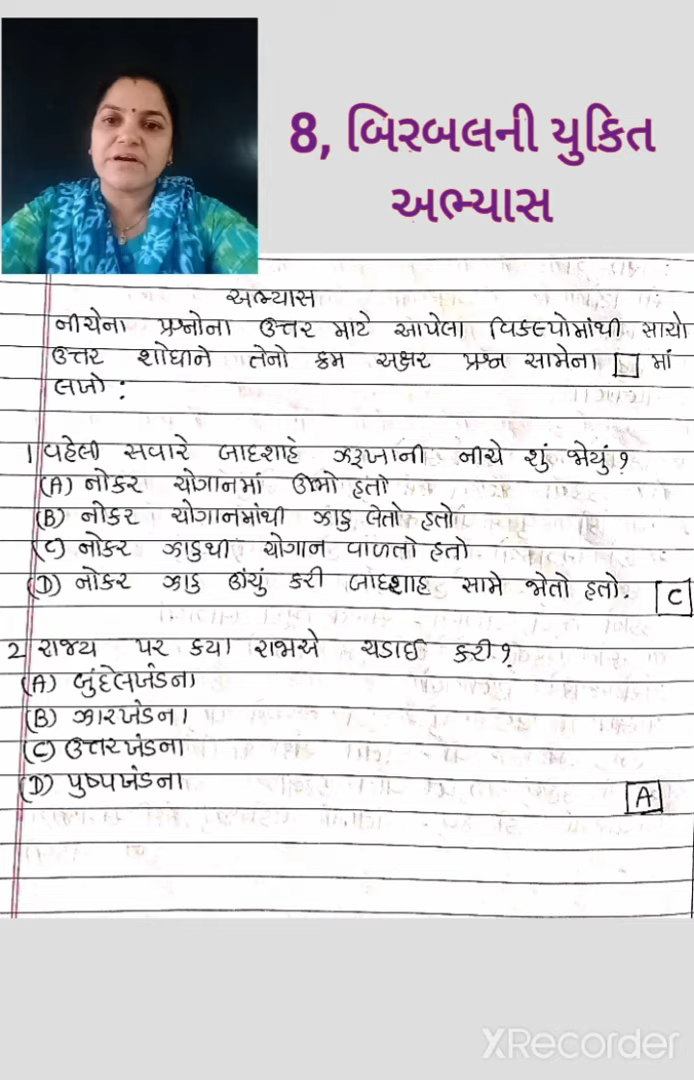 8, બિરબલની યુકિત
અભ્યાસ
અભ્યાસ
નીચેના પ્રશ્નોના ઉત્તર માટે આપેલા વિકલ્પોમાંથી સાચો
ઉત્તર શોધીને તેનો ક્રમ અક્ષર પ્રશ્ન સામેના □ માં
લખો :
1 વહેલી સવારે બાદશાહે ઝરૂખાની નીચે શું જોયું?
(A) નોકર ચોગાનમાં ઊભો હતો
(B) નોકર ચોગાનમાંથી ઝાડુ લેતો હતો
(C) નોકર ઝાડુથી ચોગાન વાળતો હતો
(D) નોકર ઝાડુ ઊંચું કરી બાદશાહ સામે જોતો હતો. [C]
2 રાજ્ય પર કયા રાજાએ ચડાઈ કરી?
(A) બુંદેલખંડના
(B) ઝારખંડના
(C) ઉત્તરખંડના
(D) પુષ્પખંડના
[A]
XRecorder